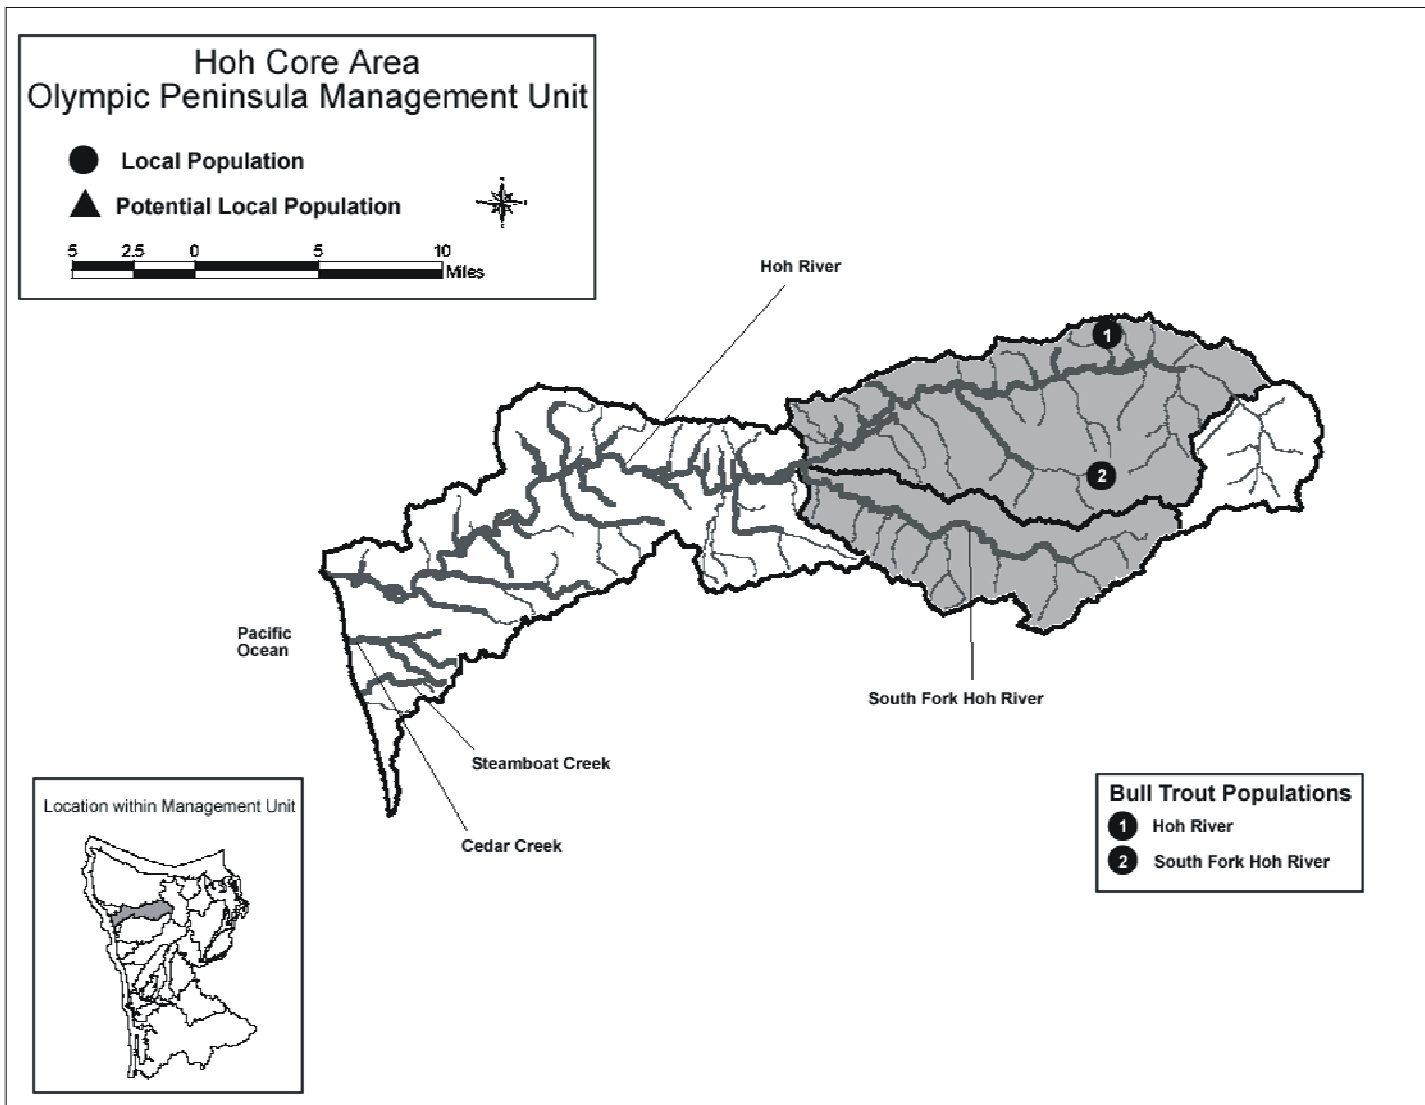 Hoh Core Area
Olympic Peninsula Management Unit
Local Population
Potential Local Population
5 2.5 0 5 10
Miles
Hoh River
1
2
Pacific
Ocean
South Fork Hoh River
Steamboat Creek
Cedar Creek
Location within Management Unit
Bull Trout Populations
1 Hoh River
2 South Fork Hoh River